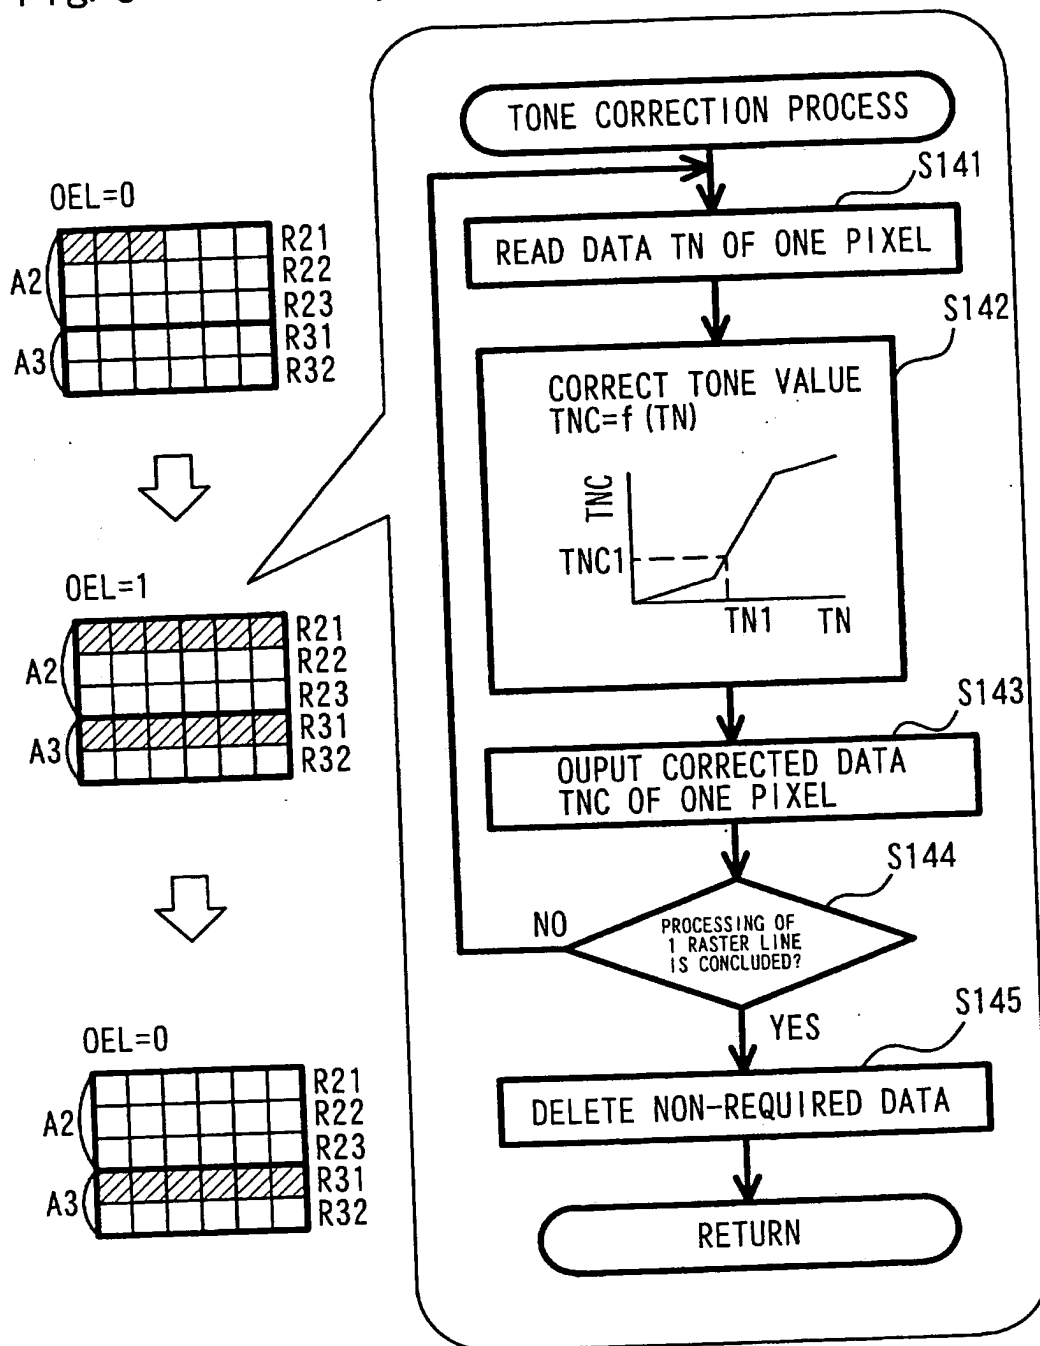 Fig.
TONE CORRECTION PROCESS
S141
READ DATA TN OF ONE PIXEL
S142
CORRECT TONE VALUE
TNC=f(TN)
TNC
TNC1
TN1
TN
S143
OUPUT CORRECTED DATA
TNC OF ONE PIXEL
S144
PROCESSING OF
1 RASTER LINE
IS CONCLUDED?
NO
YES
S145
DELETE NON-REQUIRED DATA
RETURN
OEL=0
A2
R21
R22
R23
A3
R31
R32
OEL=1
A2
R21
R22
R23
A3
R31
R32
OEL=0
A2
R21
R22
R23
A3
R31
R32